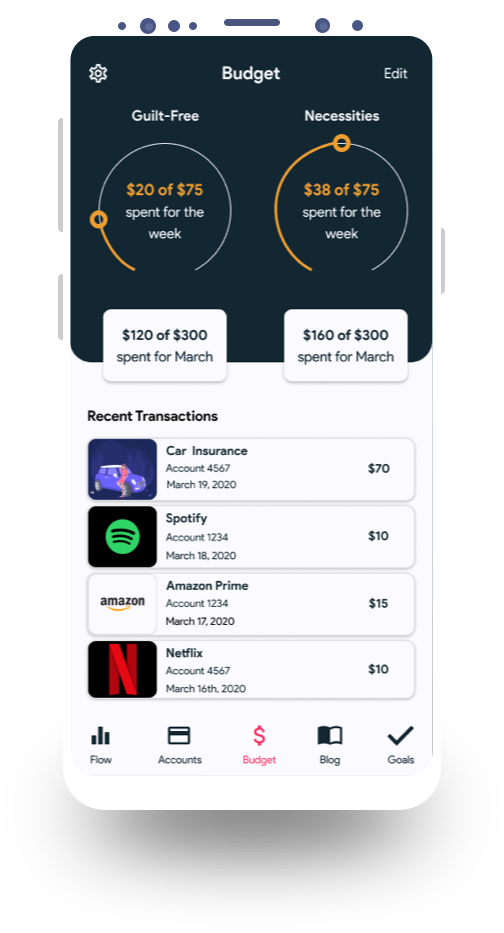 Budget
Edit
Guilt-Free
Necessities
$20 of $75
spent for the
week
$38 of $75
spent for the
week
$120 of $300
spent for March
$160 of $300
spent for March
Recent Transactions
Car Insurance
Account 4567
March 19, 2020
$70
Spotify
Account 1234
March 18, 2020
$10
amazon
Amazon Prime
Account 1234
March 17, 2020
$15
N
Netflix
Account 4567
March 16th, 2020
$10
$
Flow
Accounts
Budget
Blog
Goals